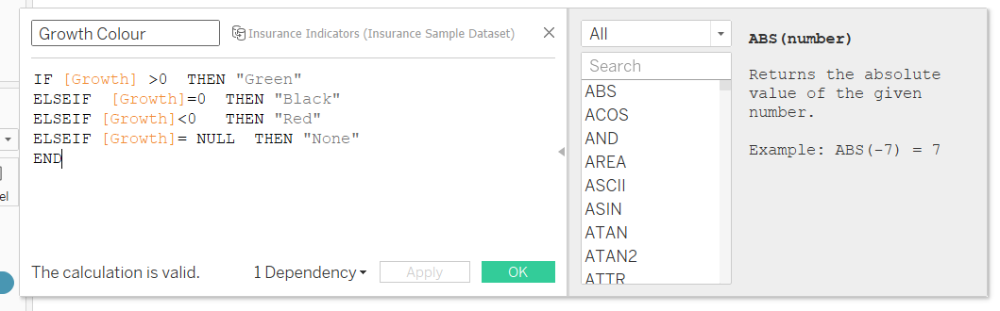 Growth Colour
Insurance Indicators (Insurance Sample Dataset)
IF [Growth] >0  THEN "Green"
ELSEIF  [Growth]=0  THEN "Black"
ELSEIF [Growth]<0   THEN "Red"
ELSEIF [Growth]= NULL  THEN "None"
END
The calculation is valid.
1 Dependency
Apply
OK
All
Search
ABS
ACOS
AND
AREA
ASCII
ASIN
ATAN
ATAN2
ATTR
ABS(number)
Returns the absolute
value of the given
number.
Example: ABS(-7) = 7
el